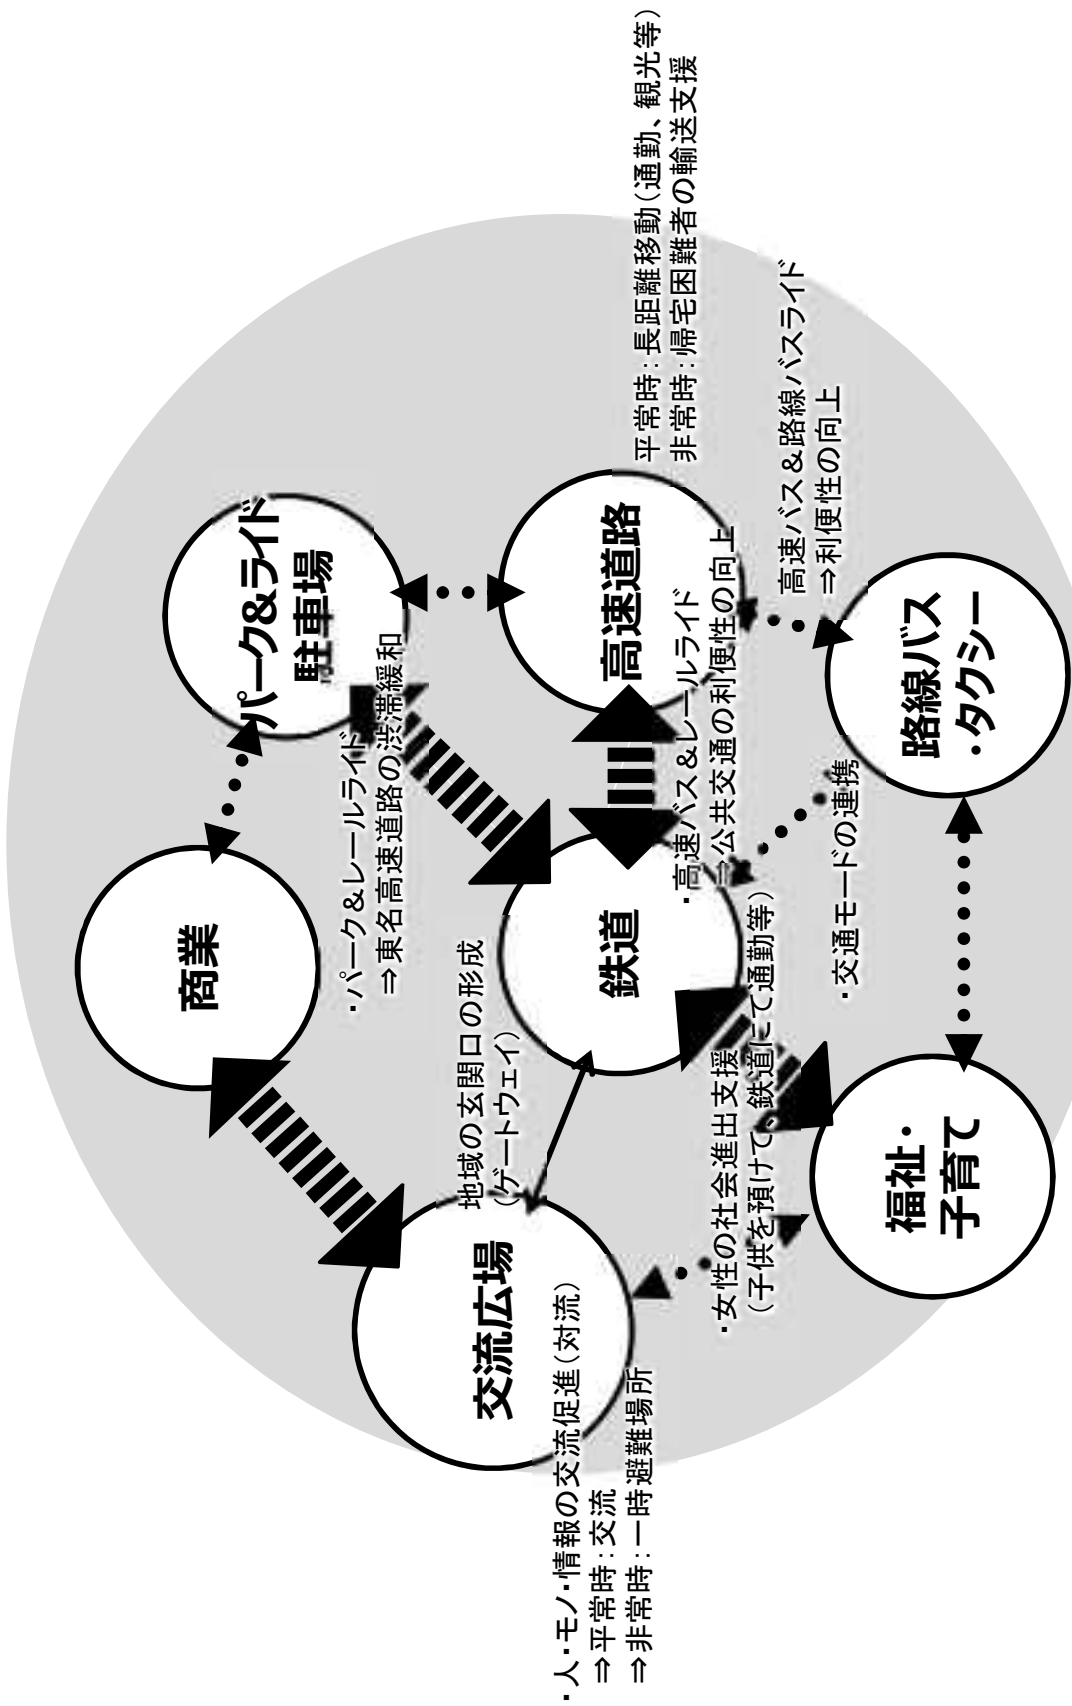 商業
パーク&ライド
駐車場
・パーク&レールライド
⇒東名高速道路の渋滞緩和
交流広場
地域の玄関口の形成
(ゲートウェイ)
鉄道
高速道路
平常時:長距離移動(通勤、観光等)
非常時:帰宅困難者の輸送支援
・人・モノ・情報の交流促進(対流)
⇒平常時:交流
⇒非常時:一時避難場所
・高速バス&レールライド
⇒公共交通の利便性の向上
・女性の社会進出支援
(子供を預けて、鉄道にて通勤等)
高速バス&路線バスライド
⇒利便性の向上
・交通モードの連携
福祉・
子育て
路線バス
・タクシー